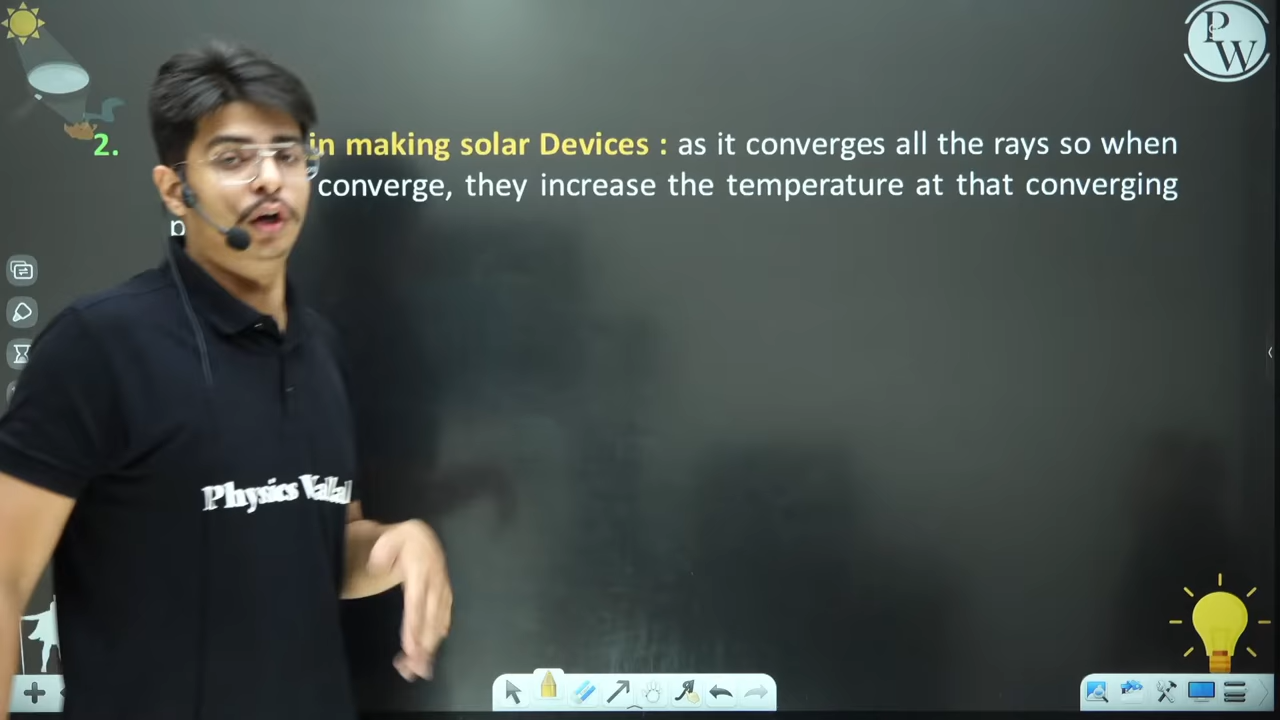 PW
2. in making solar Devices : as it converges all the rays so when
converge, they increase the temperature at that converging
Physics